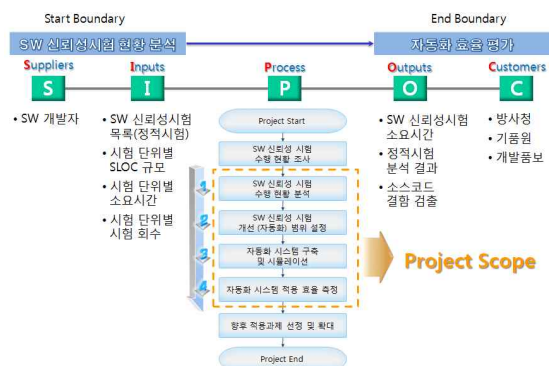 Start Boundary
End Boundary
SW 신뢰성시험 현황 분석
자동화 효율 평가
Suppliers
Inputs
Process
Outputs
Customers
S
I
P
O
C
• SW 개발자
• SW 신뢰성시험
목록(정적시험)
• 시험 단위별
SLOC 규모
• 시험 단위별
소요시간
• 시험 단위별
시험 회수
Project Start
SW 신뢰성 시험
수행 현황 조사
1
SW 신뢰성 시험
수행 현황 분석
2
SW 신뢰성 시험
개선 (자동화) 범위 설정
3
자동화 시스템 구축
및 시뮬레이션
4
자동화 시스템 적용 효율 측정
향후 적용과제 선정 및 확대
Project End
• SW 신뢰성시험
소요시간
• 정적시험
분석 결과
• 소스코드
결함 검출
• 방사청
• 기품원
• 개발품보
Project Scope